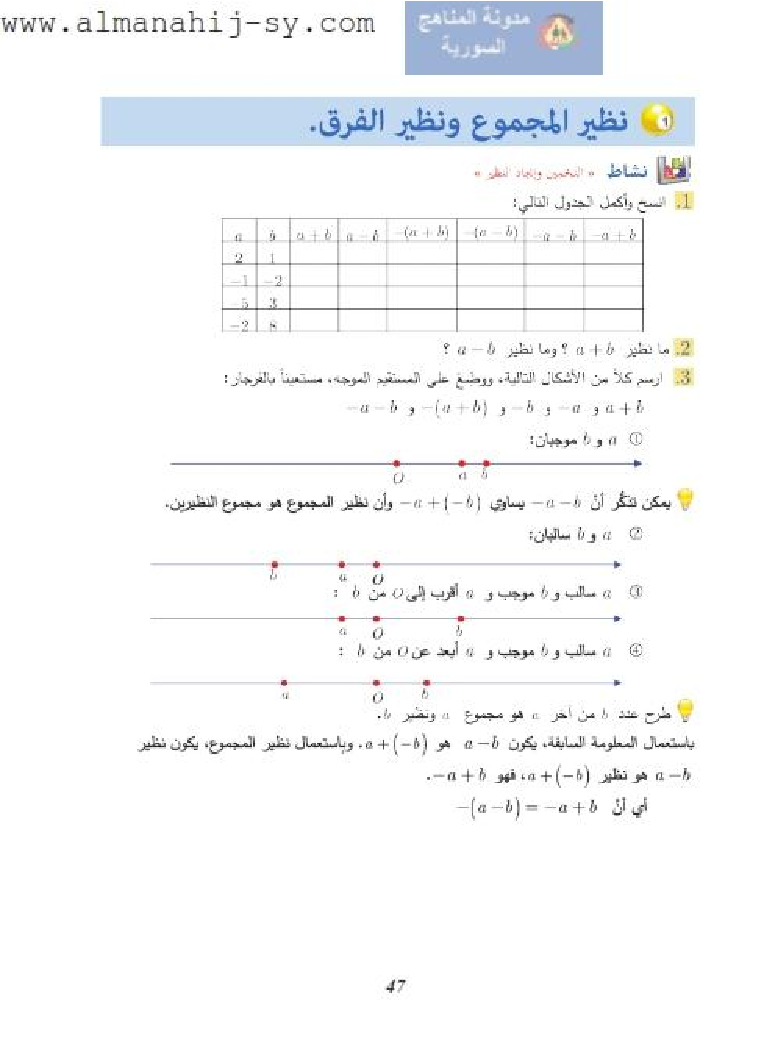 www.almanahij-sy.com
مدونة المناهج
السورية
1 نظير المجموع ونظير الفرق.
نشاط « التخمين وإيجاد النظير »
1. انسخ وأكمل الجدول التالي:
a b a + b a − b −(a + b) −(a − b) −a − b −a + b
2 1
−1 −2
−5 3
−2 8
2. ما نظير a + b ؟ وما نظير a − b ؟
3. ارسم كلاً من الأشكال التالية، ووضّع على المستقيم الموجه، مستعيناً بالفرجار:
a + b و −a و −b و −(a + b) و −a − b
① a و b موجبان:
O a b
يمكن تذكُّر أنّ −a − b يساوي −a + (−b) وأن نظير المجموع هو مجموع النظيرين.
② a و b سالبان:
b a O
③ a سالب و b موجب و a أقرب إلى O من b :
a O b
④ a سالب و b موجب و a أبعد عن O من b :
a O b
طرح عدد b من آخر a هو مجموع a ونظير b.
باستعمال المعلومة السابقة، يكون a − b هو a + (−b). وباستعمال نظير المجموع، يكون نظير
a − b هو نظير a + (−b)، فهو −a + b.
أي أنّ −(a − b) = −a + b
47